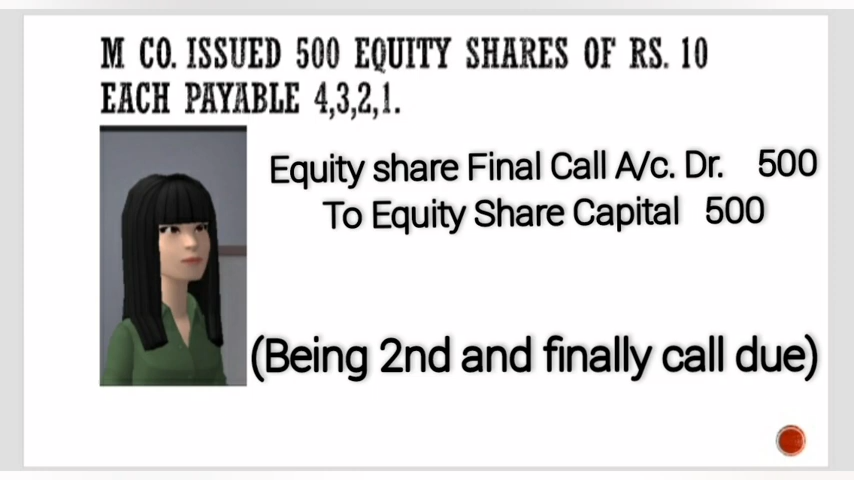 M CO. ISSUED 500 EQUITY SHARES OF RS. 10
EACH PAYABLE 4,3,2,1.
Equity share Final Call A/c. Dr. 500
To Equity Share Capital 500
(Being 2nd and finally call due)